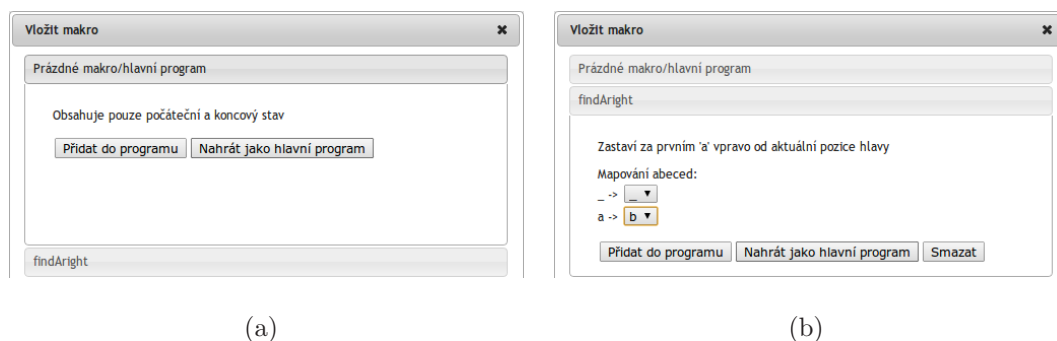 Vložit makro ✖
Prázdné makro/hlavní program
Obsahuje pouze počáteční a koncový stav
Přidat do programu Nahrát jako hlavní program
findAright
(a)
Vložit makro ✖
Prázdné makro/hlavní program
findAright
Zastaví za prvním 'a' vpravo od aktuální pozice hlavy
Mapování abeced:
_ -> _ ▼
a -> b ▼
Přidat do programu Nahrát jako hlavní program Smazat
(b)